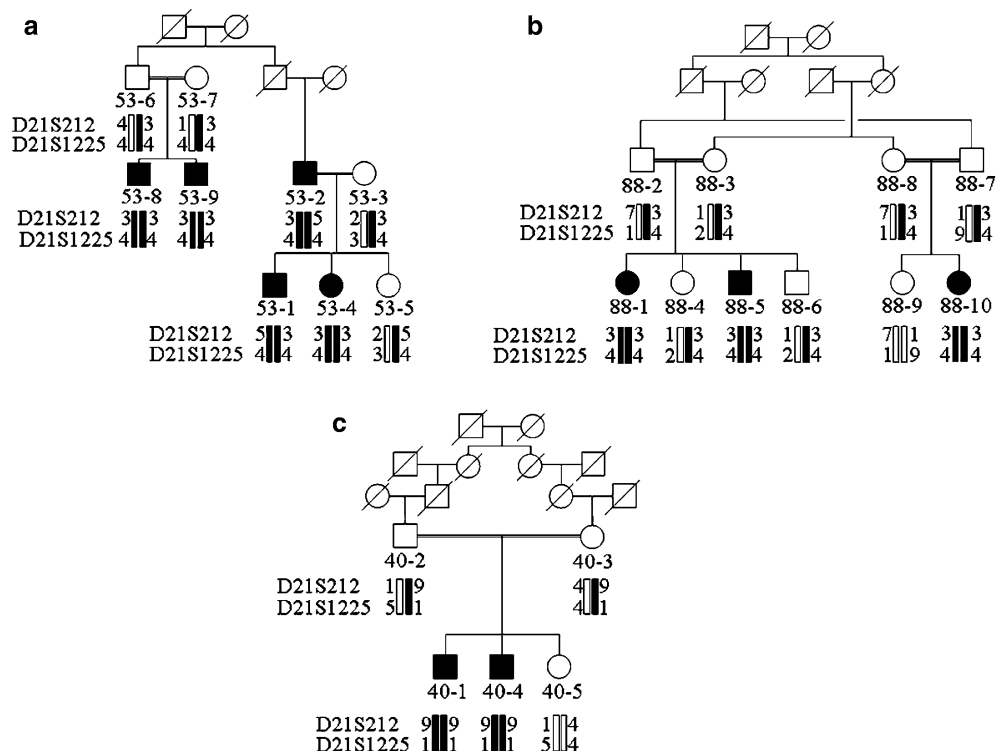 a
53-6 53-7
D21S212 4 3 1 3
D21S1225 4 4 4 4
53-8 53-9 53-2 53-3
D21S212 3 3 3 3 3 5 2 3
D21S1225 4 4 4 4 4 4 3 4
53-1 53-4 53-5
D21S212 5 3 3 3 2 5
D21S1225 4 4 4 4 3 4
b
88-2 88-3 88-8 88-7
D21S212 7 3 1 3 7 3 1 3
D21S1225 1 4 2 4 1 4 9 4
88-1 88-4 88-5 88-6 88-9 88-10
D21S212 3 3 1 3 3 3 1 3 7 1 3 3
D21S1225 4 4 2 4 4 4 2 4 1 9 4 4
c
40-2 40-3
D21S212 1 9 4 9
D21S1225 5 1 4 1
40-1 40-4 40-5
D21S212 9 9 9 9 1 4
D21S1225 1 1 1 1 5 4